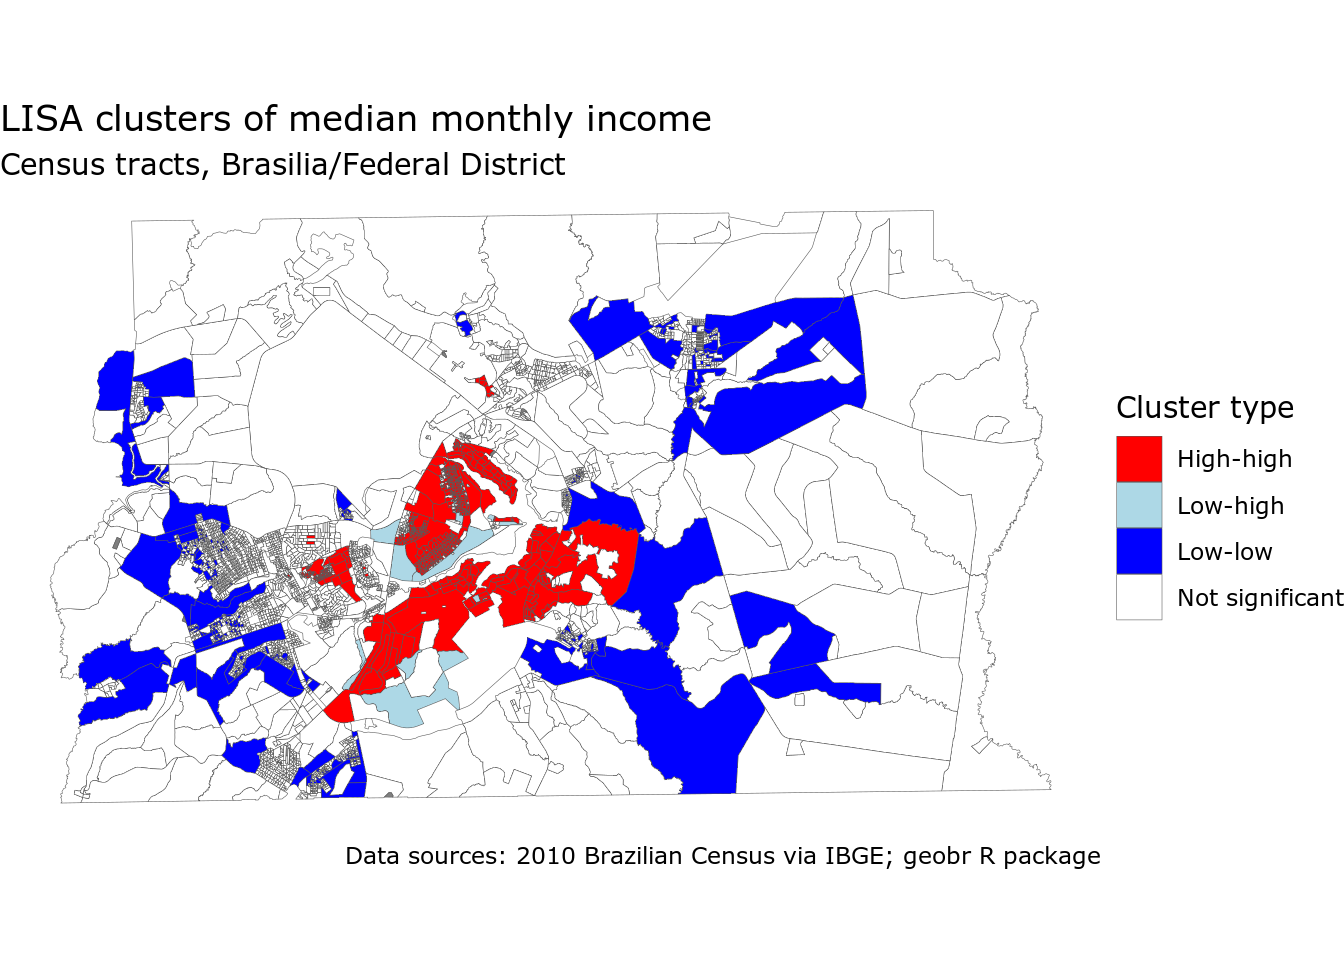 LISA clusters of median monthly income
Census tracts, Brasilia/Federal District
Cluster type
High-high
Low-high
Low-low
Not significant
Data sources: 2010 Brazilian Census via IBGE; geobr R package